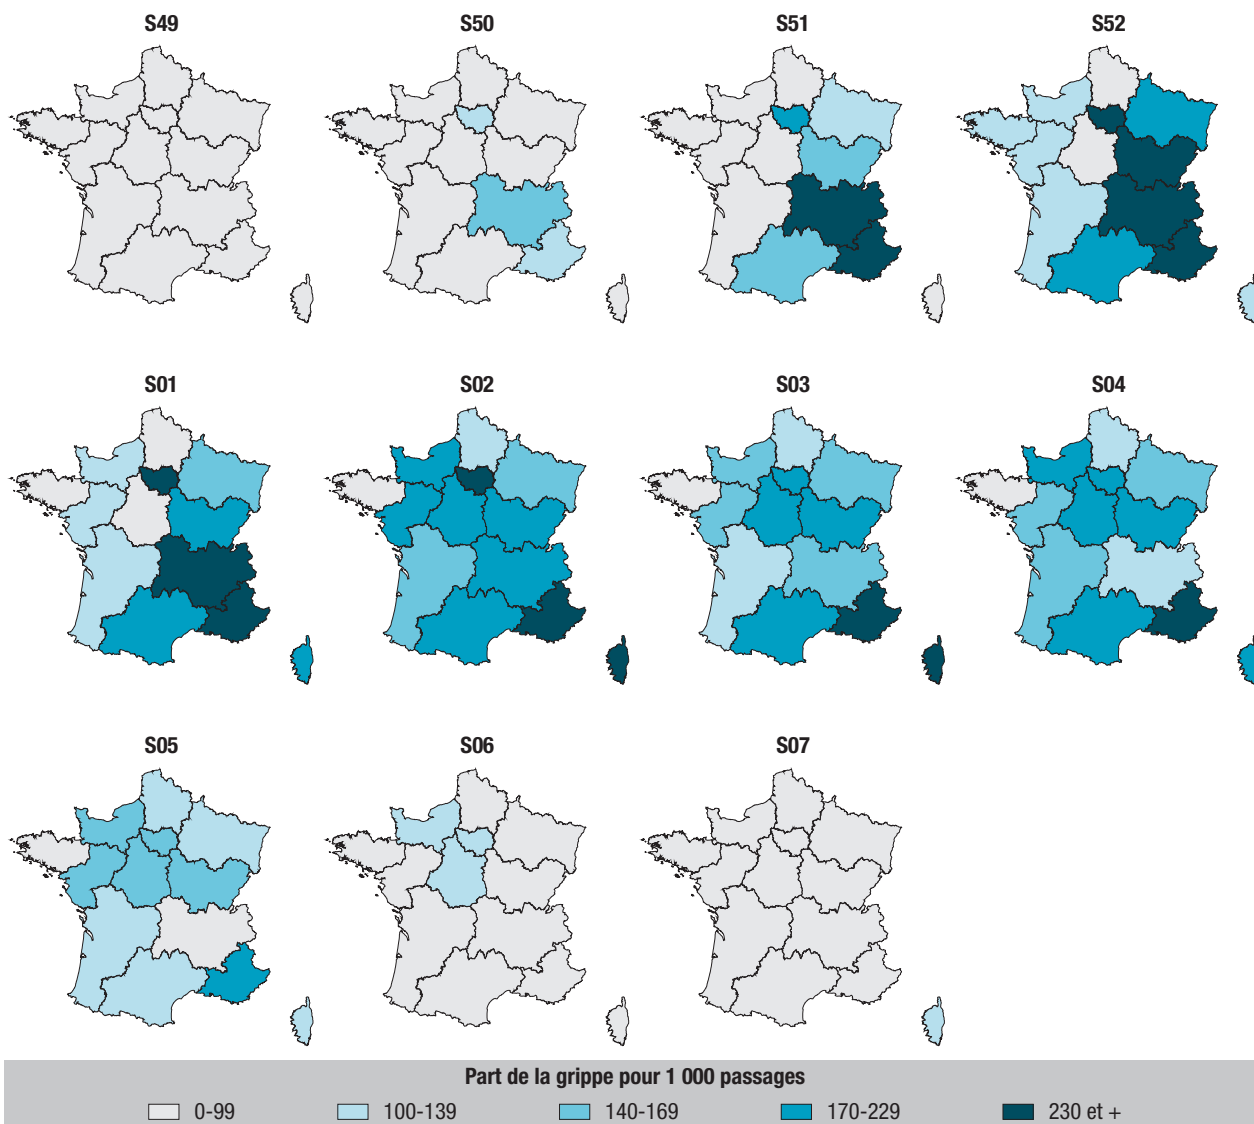 S49 S50 S51 S52
S01 S02 S03 S04
S05 S06 S07
Part de la grippe pour 1 000 passages
0-99 100-139 140-169 170-229 230 et +